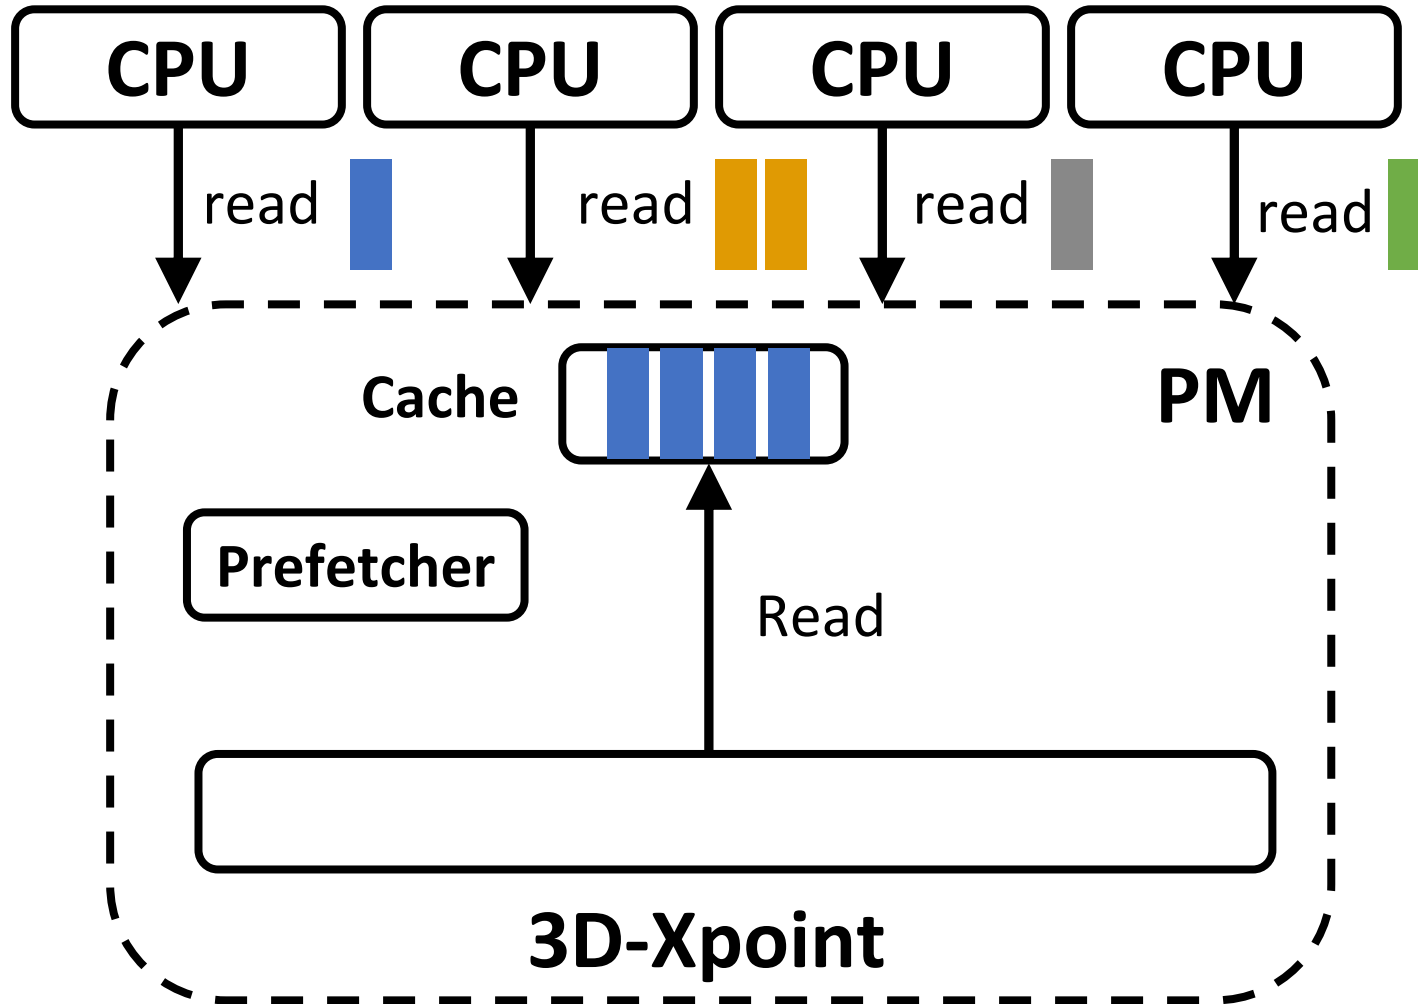 CPU CPU CPU CPU
read read read read
Cache
PM
Prefetcher
Read
3D-Xpoint